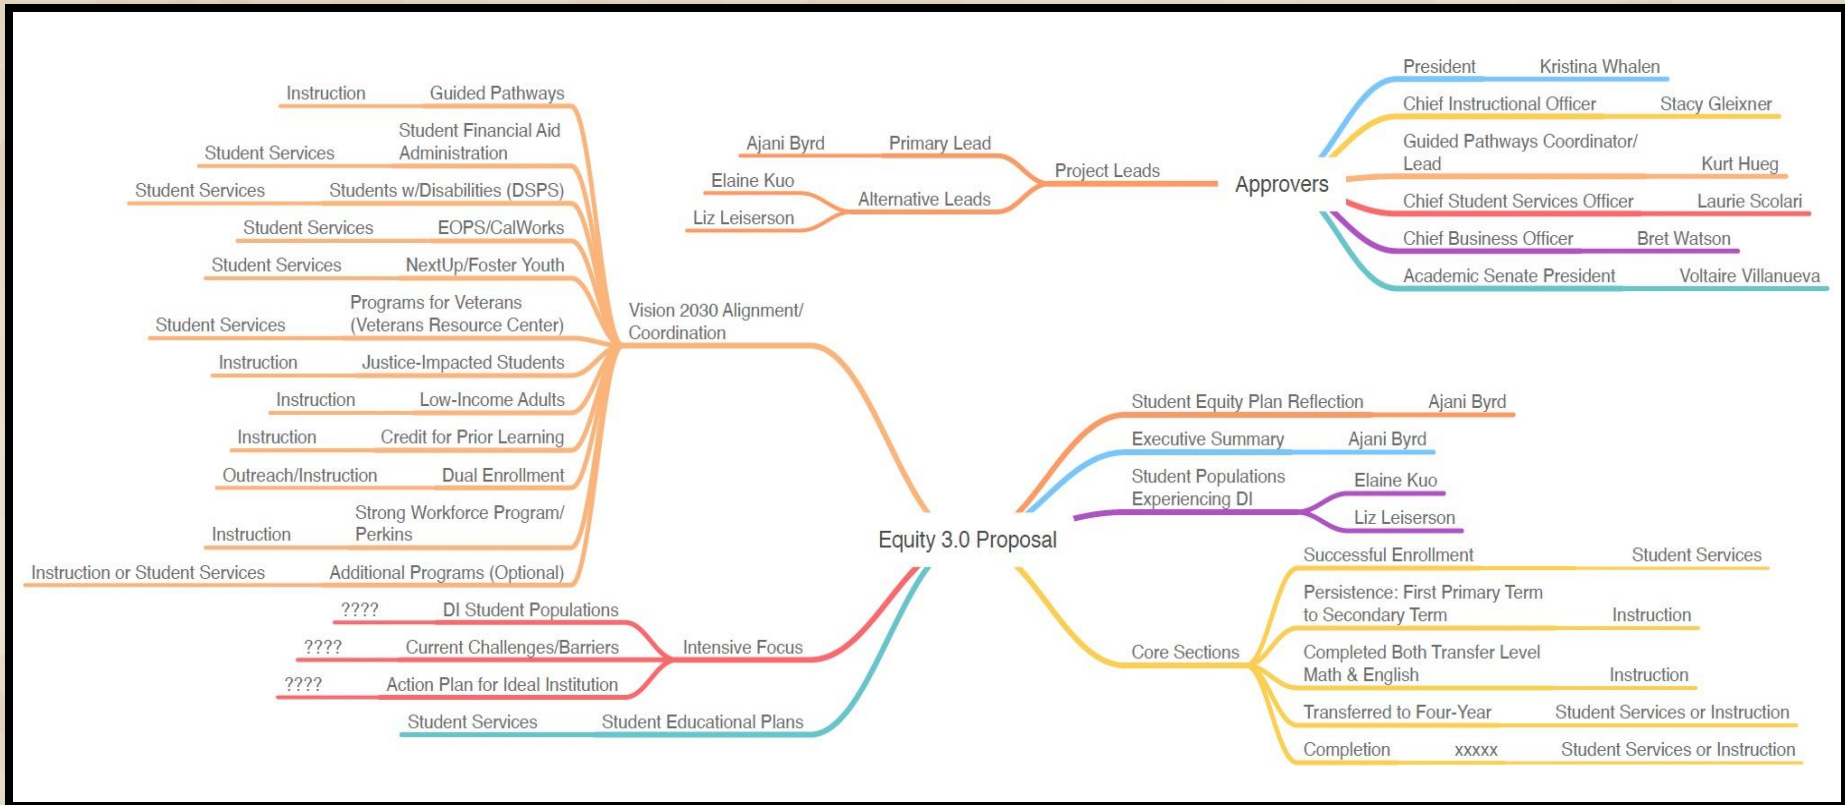 Approvers
President Kristina Whalen
Chief Instructional Officer Stacy Gleixner
Guided Pathways Coordinator/
Lead Kurt Hueg
Chief Student Services Officer Laurie Scolari
Chief Business Officer Bret Watson
Academic Senate President Voltaire Villanueva
Project Leads
Ajani Byrd Primary Lead
Alternative Leads
Elaine Kuo
Liz Leiserson
Equity 3.0 Proposal
Student Equity Plan Reflection Ajani Byrd
Executive Summary Ajani Byrd
Student Populations
Experiencing DI
Elaine Kuo
Liz Leiserson
Core Sections
Successful Enrollment Student Services
Persistence: First Primary Term
to Secondary Term Instruction
Completed Both Transfer Level
Math & English Instruction
Transferred to Four-Year Student Services or Instruction
Completion xxxxx Student Services or Instruction
Vision 2030 Alignment/
Coordination
Instruction Guided Pathways
Student Financial Aid
Student Services Administration
Student Services Students w/Disabilities (DSPS)
Student Services EOPS/CalWorks
Student Services NextUp/Foster Youth
Programs for Veterans
Student Services (Veterans Resource Center)
Instruction Justice-Impacted Students
Instruction Low-Income Adults
Instruction Credit for Prior Learning
Outreach/Instruction Dual Enrollment
Strong Workforce Program/
Instruction Perkins
Instruction or Student Services Additional Programs (Optional)
Intensive Focus
???? DI Student Populations
???? Current Challenges/Barriers
???? Action Plan for Ideal Institution
Student Services Student Educational Plans